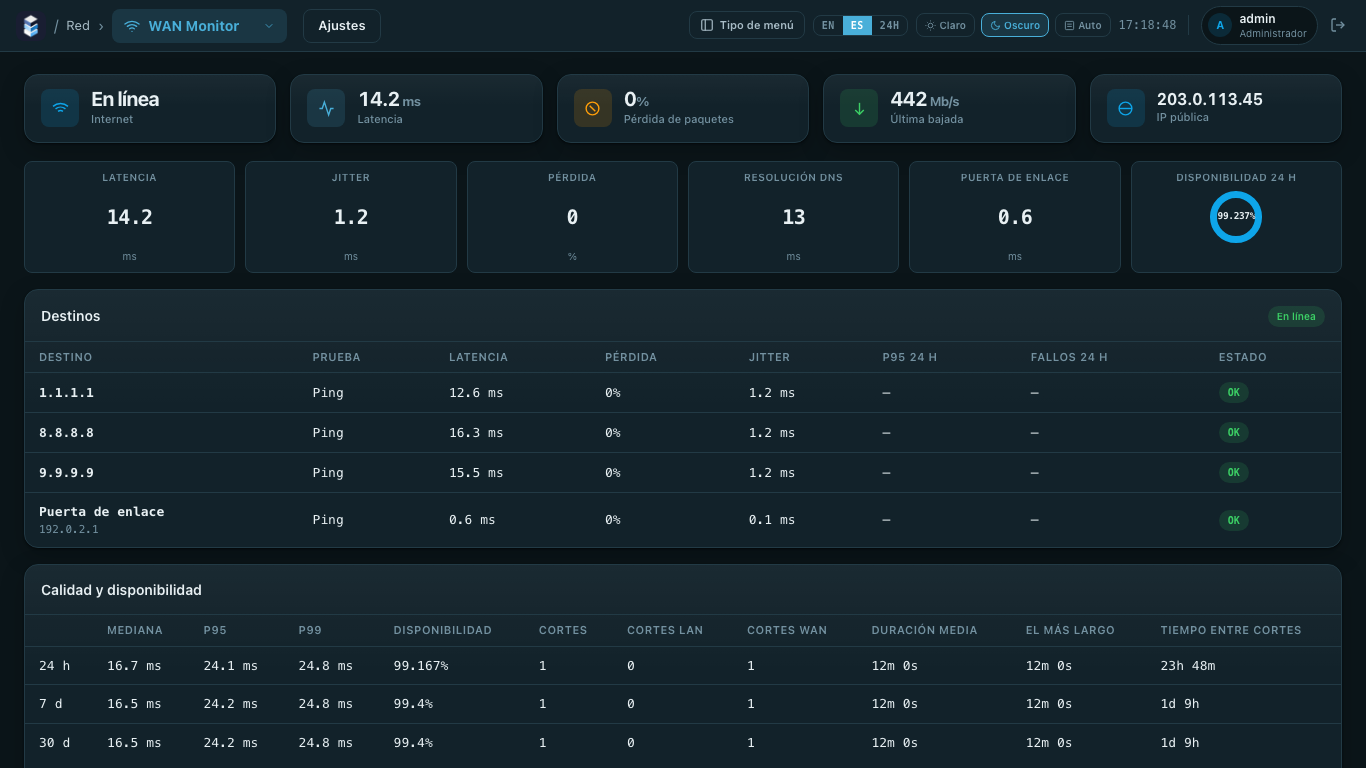 / Red › WAN Monitor Ajustes Tipo de menú EN ES 24H Claro Oscuro Auto 17:18:48 A admin
Administrador
En línea
Internet
14.2 ms
Latencia
0%
Pérdida de paquetes
442 Mb/s
Última bajada
203.0.113.45
IP pública
LATENCIA
14.2
ms
JITTER
1.2
ms
PÉRDIDA
0
%
RESOLUCIÓN DNS
13
ms
PUERTA DE ENLACE
0.6
ms
DISPONIBILIDAD 24 H
99.237%
Destinos En línea
DESTINO PRUEBA LATENCIA PÉRDIDA JITTER P95 24 H FALLOS 24 H ESTADO
1.1.1.1 Ping 12.6 ms 0% 1.2 ms — — OK
8.8.8.8 Ping 16.3 ms 0% 1.2 ms — — OK
9.9.9.9 Ping 15.5 ms 0% 1.2 ms — — OK
Puerta de enlace Ping 0.6 ms 0% 0.1 ms — — OK
192.0.2.1
Calidad y disponibilidad
MEDIANA P95 P99 DISPONIBILIDAD CORTES CORTES LAN CORTES WAN DURACIÓN MEDIA EL MÁS LARGO TIEMPO ENTRE CORTES
24 h 16.7 ms 24.1 ms 24.8 ms 99.167% 1 0 1 12m 0s 12m 0s 23h 48m
7 d 16.5 ms 24.2 ms 24.8 ms 99.4% 1 0 1 12m 0s 12m 0s 1d 9h
30 d 16.5 ms 24.2 ms 24.8 ms 99.4% 1 0 1 12m 0s 12m 0s 1d 9h